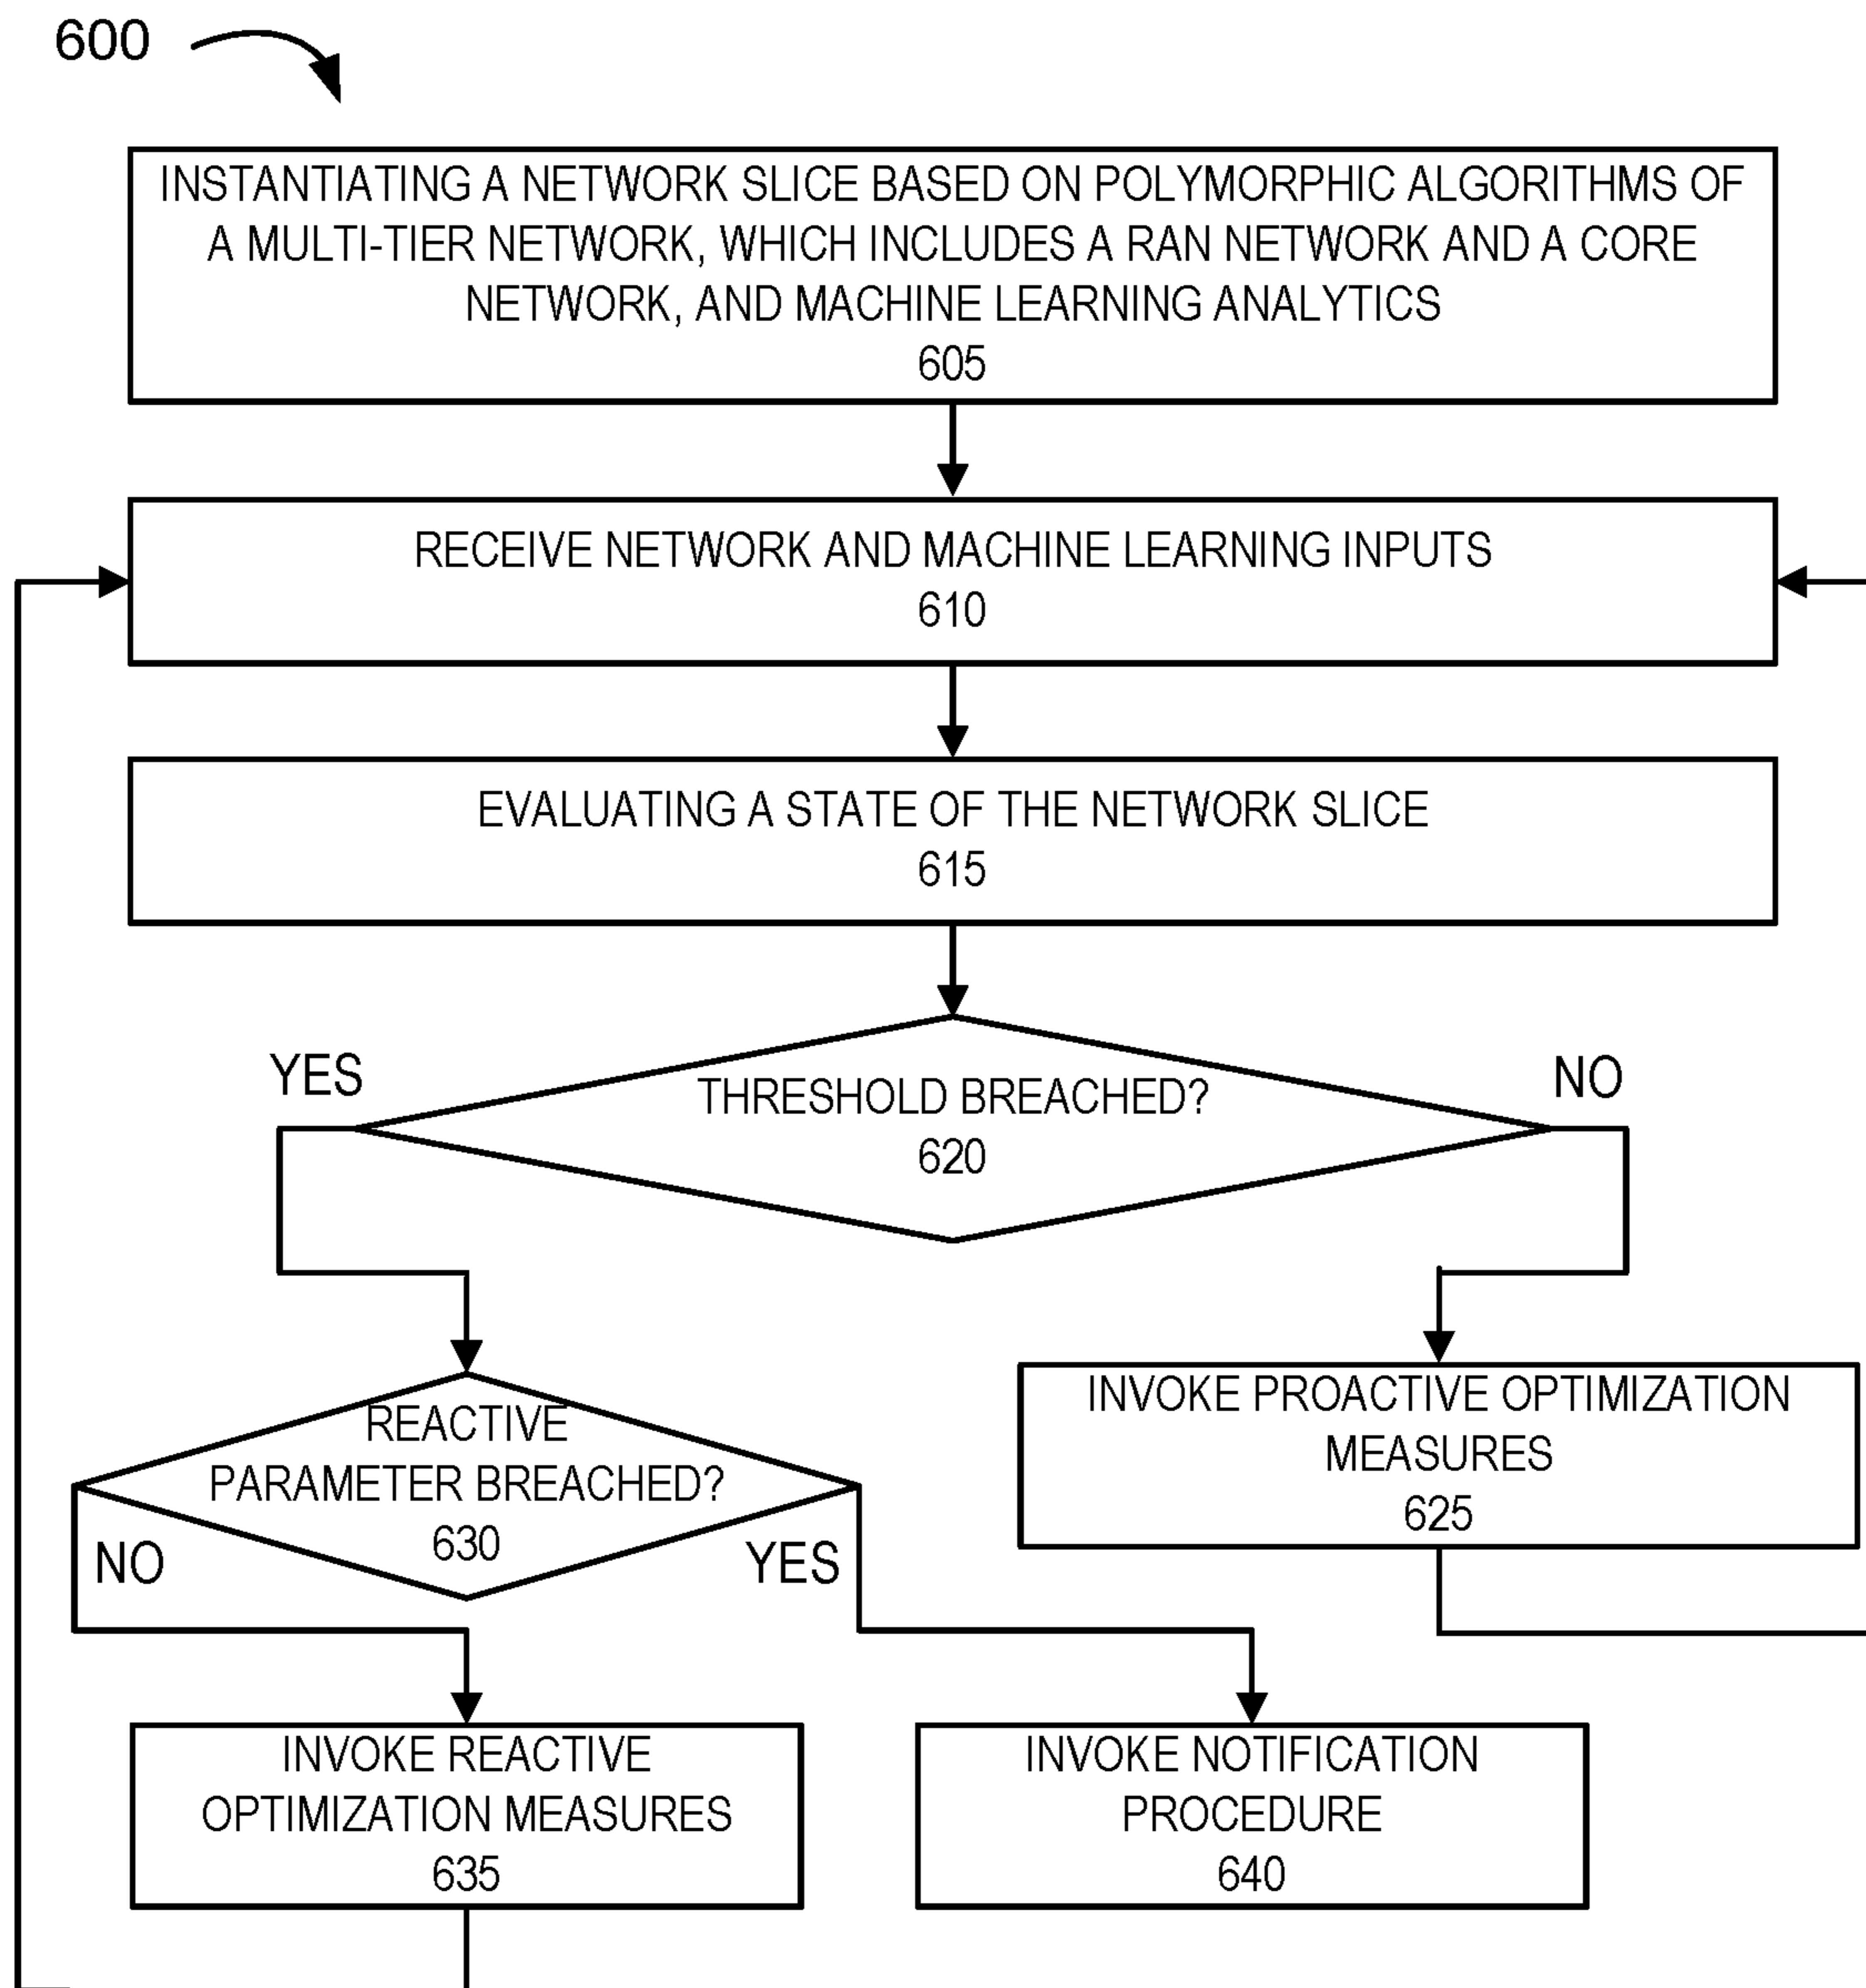 600
INSTANTIATING A NETWORK SLICE BASED ON POLYMORPHIC ALGORITHMS OF
A MULTI-TIER NETWORK, WHICH INCLUDES A RAN NETWORK AND A CORE
NETWORK, AND MACHINE LEARNING ANALYTICS
605
RECEIVE NETWORK AND MACHINE LEARNING INPUTS
610
EVALUATING A STATE OF THE NETWORK SLICE
615
YES
THRESHOLD BREACHED?
620
NO
REACTIVE
PARAMETER BREACHED?
630
NO
YES
INVOKE PROACTIVE OPTIMIZATION
MEASURES
625
INVOKE REACTIVE
OPTIMIZATION MEASURES
635
INVOKE NOTIFICATION
PROCEDURE
640